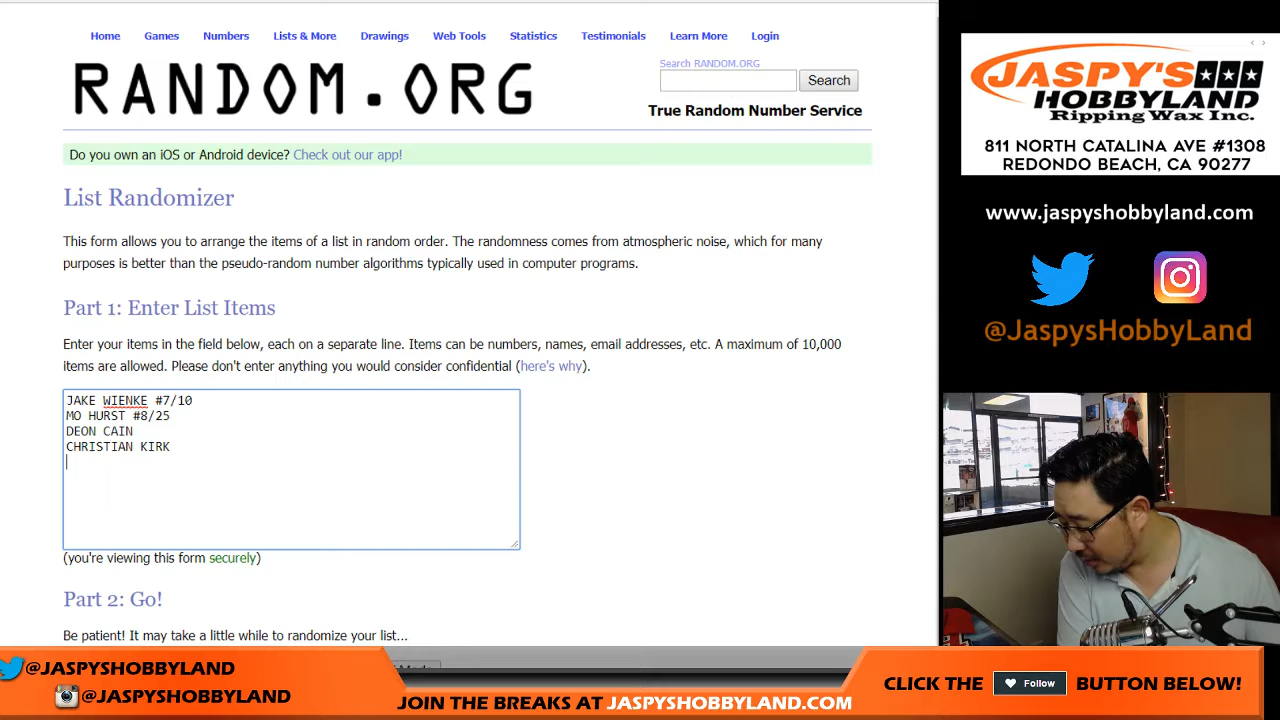 Home Games Numbers Lists & More Drawings Web Tools Statistics Testimonials Learn More Login
RANDOM.ORG
Search RANDOM.ORG
Search
True Random Number Service
Do you own an iOS or Android device? Check out our app!
List Randomizer
This form allows you to arrange the items of a list in random order. The randomness comes from atmospheric noise, which for many
purposes is better than the pseudo-random number algorithms typically used in computer programs.
Part 1: Enter List Items
Enter your items in the field below, each on a separate line. Items can be numbers, names, email addresses, etc. A maximum of 10,000
items are allowed. Please don't enter anything you would consider confidential (here's why).
JAKE WIENKE #7/10
MO HURST #8/25
DEON CAIN
CHRISTIAN KIRK
(you're viewing this form securely)
Part 2: Go!
Be patient! It may take a little while to randomize your list...
JASPY'S
HOBBYLAND
Ripping Wax Inc.
811 NORTH CATALINA AVE #1308
REDONDO BEACH, CA 90277
www.jaspyshobbyland.com
@JaspysHobbyLand
@JASPYSHOBBYLAND
@JASPYSHOBBYLAND
JOIN THE BREAKS AT JASPYSHOBBYLAND.COM
CLICK THE Follow BUTTON BELOW!